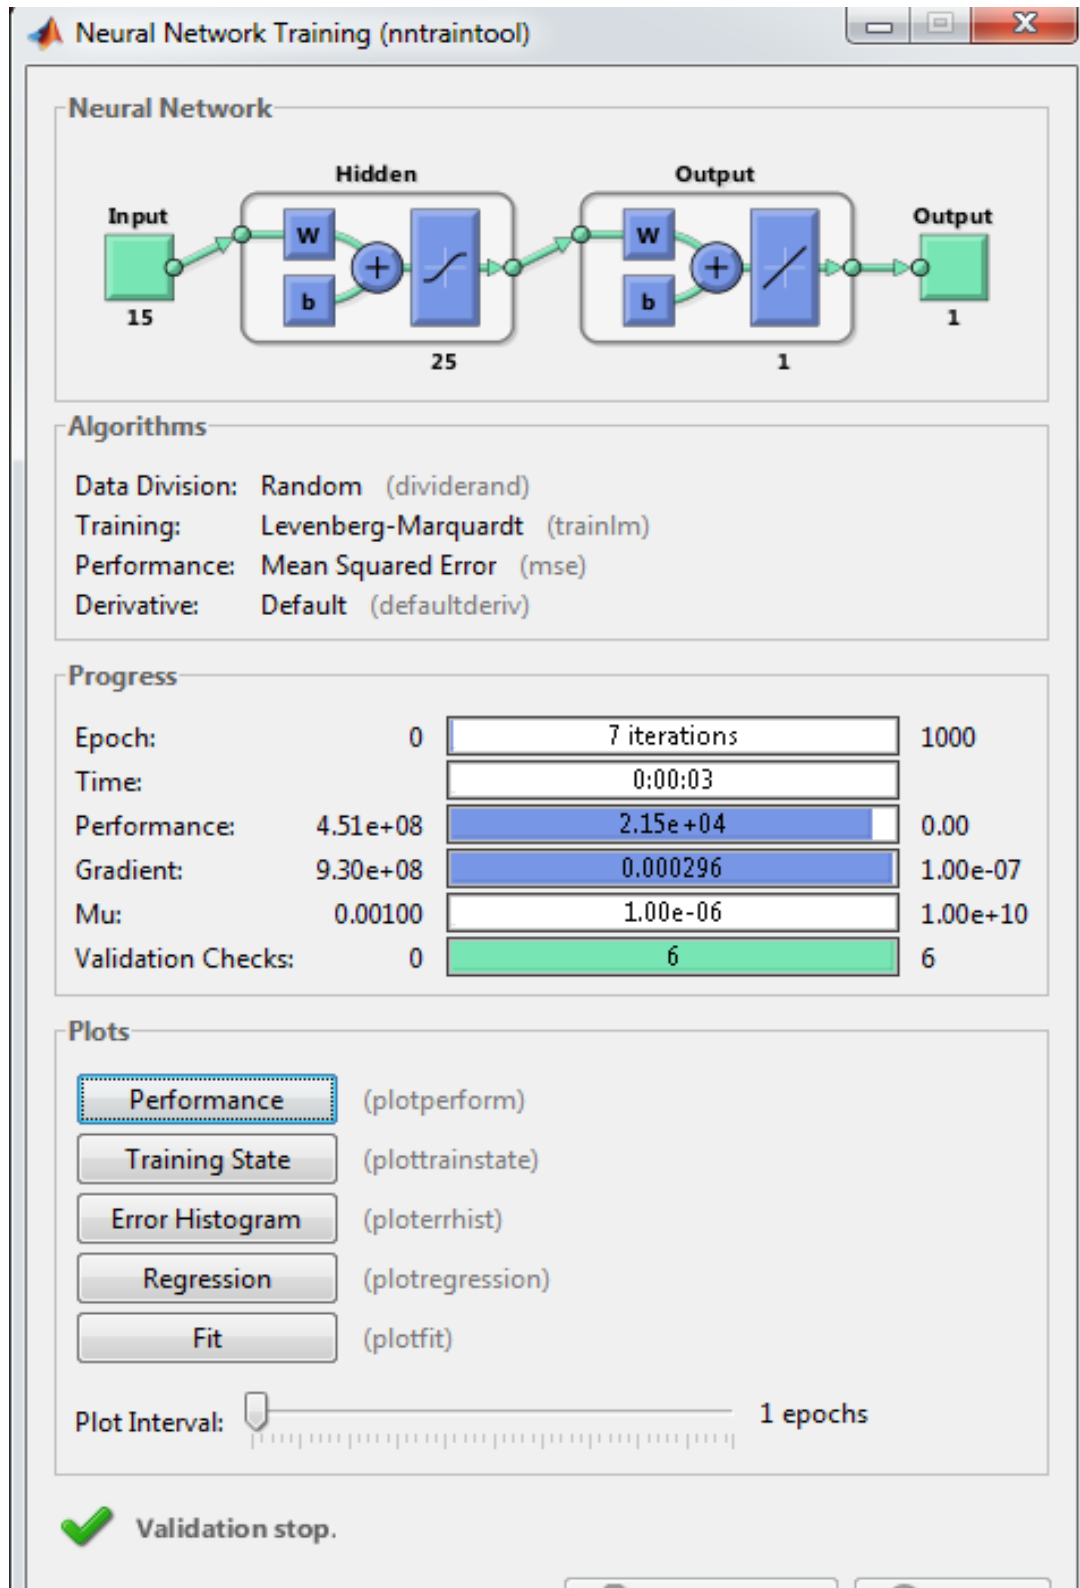 Neural Network Training (nntraintool)
Neural Network
Hidden
Output
Input
Output
W
W
b
b
15
1
25
1
Algorithms
Data Division: Random (dividerand)
Training: Levenberg-Marquardt (trainlm)
Performance: Mean Squared Error (mse)
Derivative: Default (defaultderiv)
Progress
Epoch: 0 7 iterations 1000
Time: 0:00:03
Performance: 4.51e+08 2.15e+04 0.00
Gradient: 9.30e+08 0.000296 1.00e-07
Mu: 0.00100 1.00e-06 1.00e+10
Validation Checks: 0 6 6
Plots
Performance (plotperform)
Training State (plottrainstate)
Error Histogram (ploterrhist)
Regression (plotregression)
Fit (plotfit)
Plot Interval: 1 epochs
Validation stop.